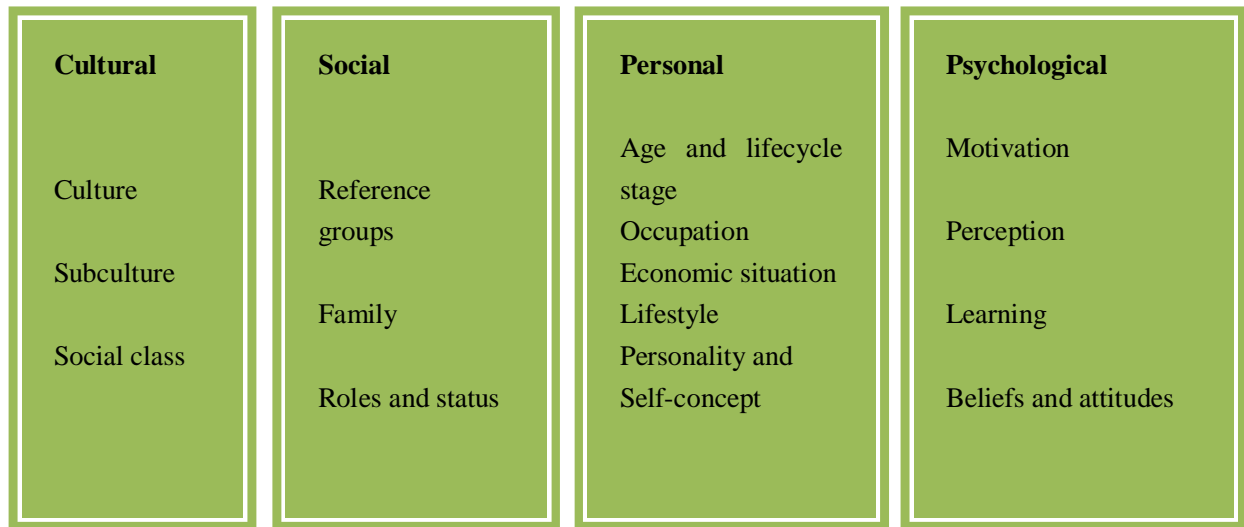 Cultural
Culture
Subculture
Social class
Social
Reference
groups
Family
Roles and status
Personal
Age and lifecycle
stage
Occupation
Economic situation
Lifestyle
Personality and
Self-concept
Psychological
Motivation
Perception
Learning
Beliefs and attitudes